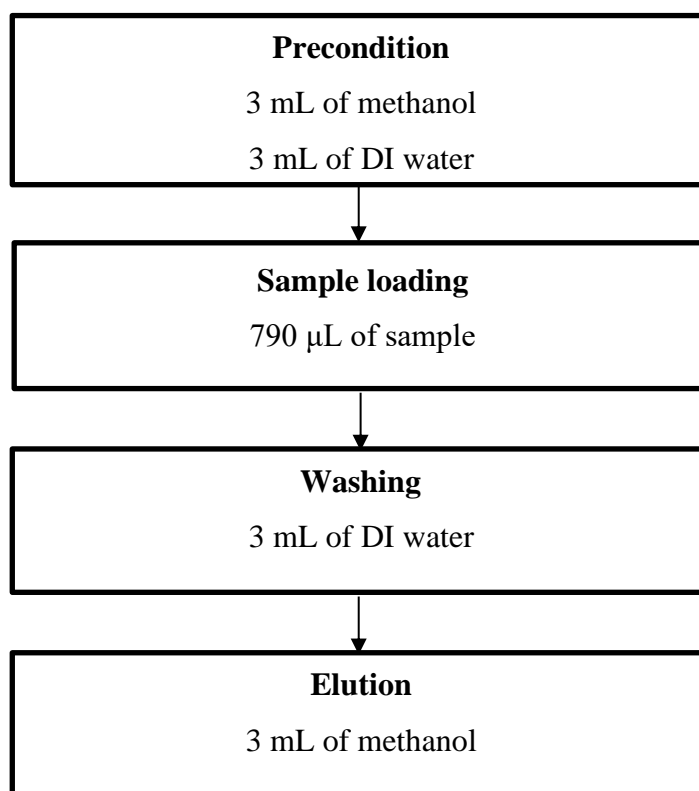 Precondition
3 mL of methanol
3 mL of DI water
Sample loading
790 μL of sample
Washing
3 mL of DI water
Elution
3 mL of methanol